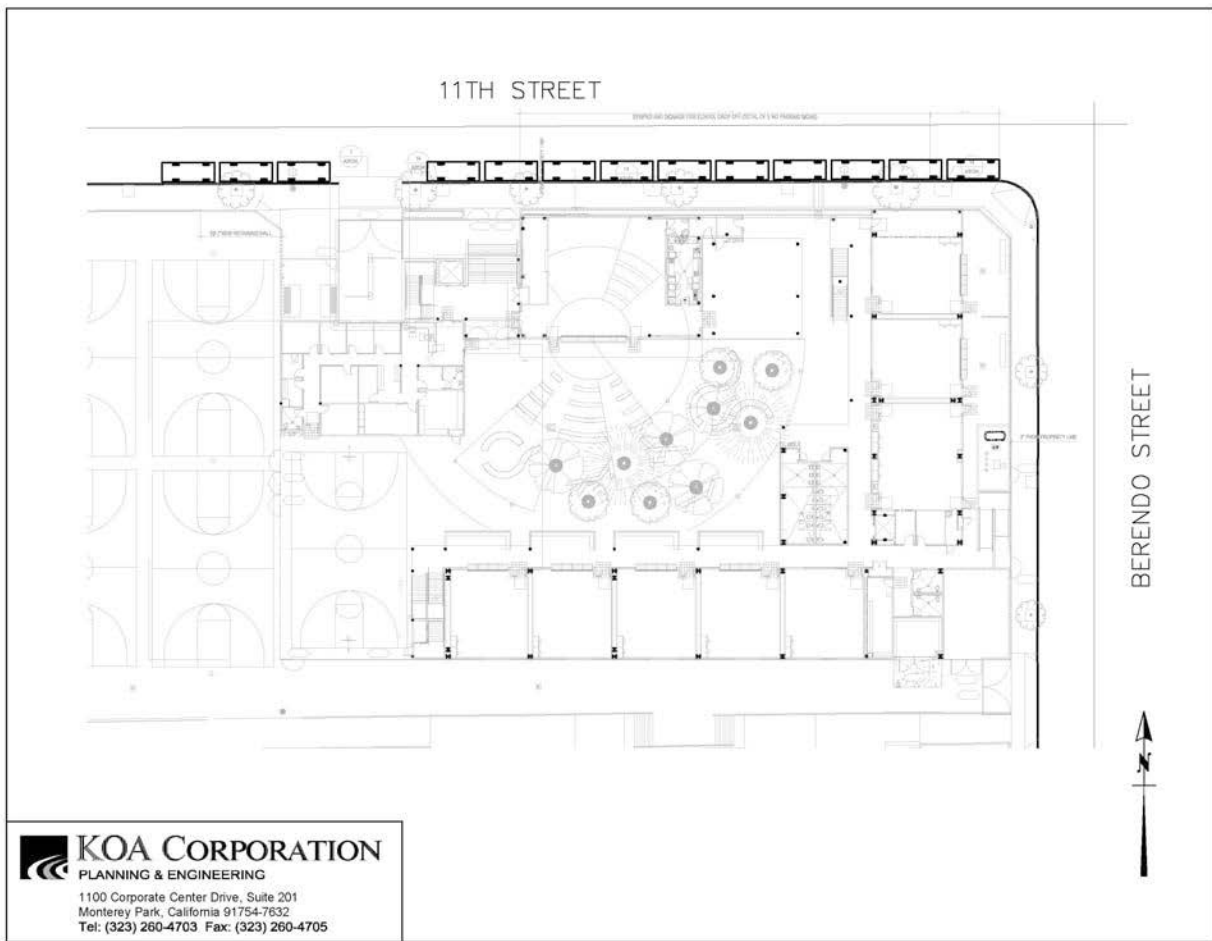 11TH STREET
BERENDO STREET
N
KOA CORPORATION
PLANNING & ENGINEERING
1100 Corporate Center Drive, Suite 201
Monterey Park, California 91754-7632
Tel: (323) 260-4703 Fax: (323) 260-4705